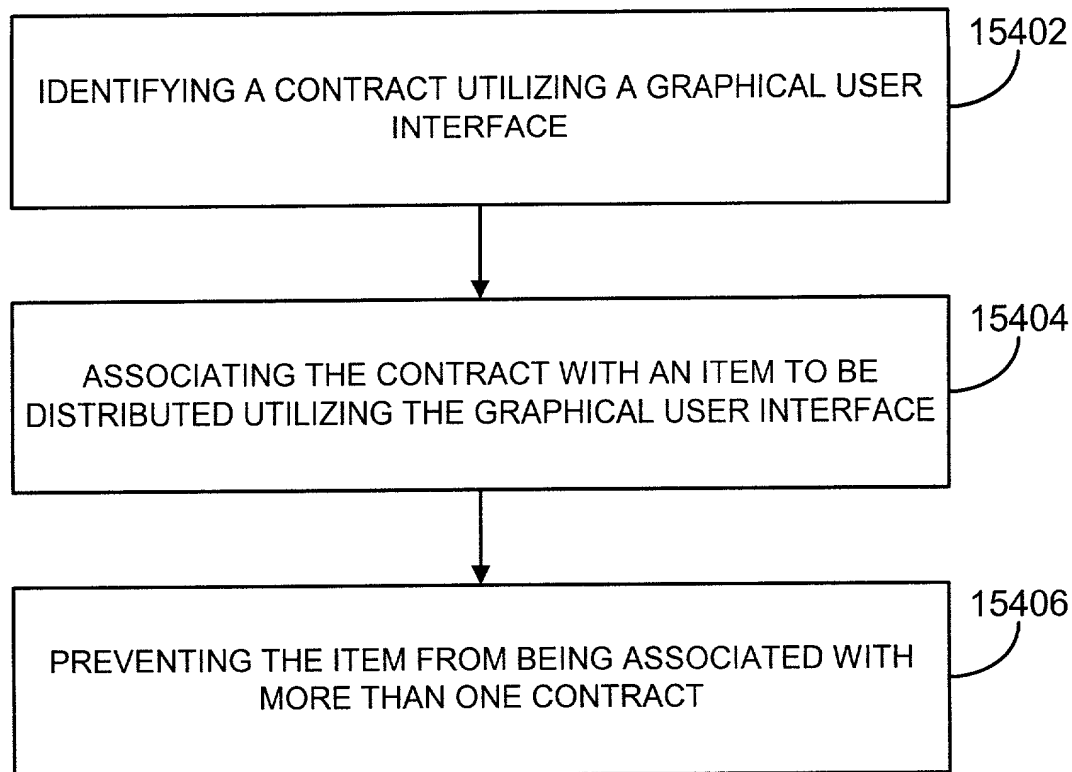 15402
IDENTIFYING A CONTRACT UTILIZING A GRAPHICAL USER
INTERFACE
15404
ASSOCIATING THE CONTRACT WITH AN ITEM TO BE
DISTRIBUTED UTILIZING THE GRAPHICAL USER INTERFACE
15406
PREVENTING THE ITEM FROM BEING ASSOCIATED WITH
MORE THAN ONE CONTRACT